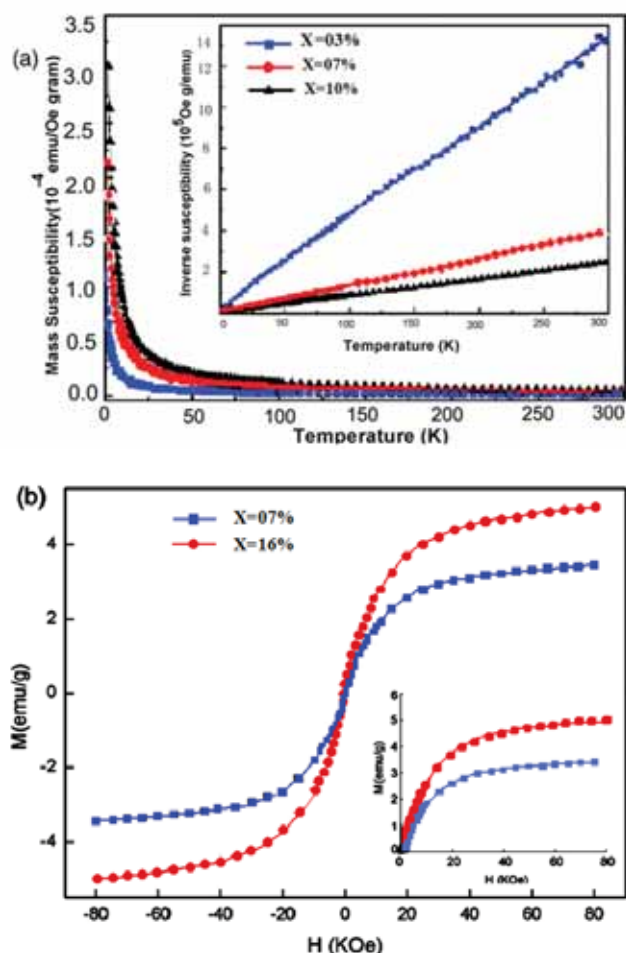 (a)
Mass Susceptibility(10⁻⁴ emu/Oe gram)
3.5
3.0
2.5
2.0
1.5
1.0
0.5
0.0
0 50 100 150 200 250 300
Temperature (K)
X=03%
X=07%
X=10%
Inverse susceptibility (10⁵Oe g/emu)
14
12
8
6
4
2
50 100 150 200 250 300
Temperature (K)
(b)
X=07%
X=16%
M(emu/g)
4
2
0
-2
-4
-80 -60 -40 -20 0 20 40 60 80
H (KOe)
M(emu/g)
6
5
4
3
2
1
0
20 40 60 80
H (KOe)